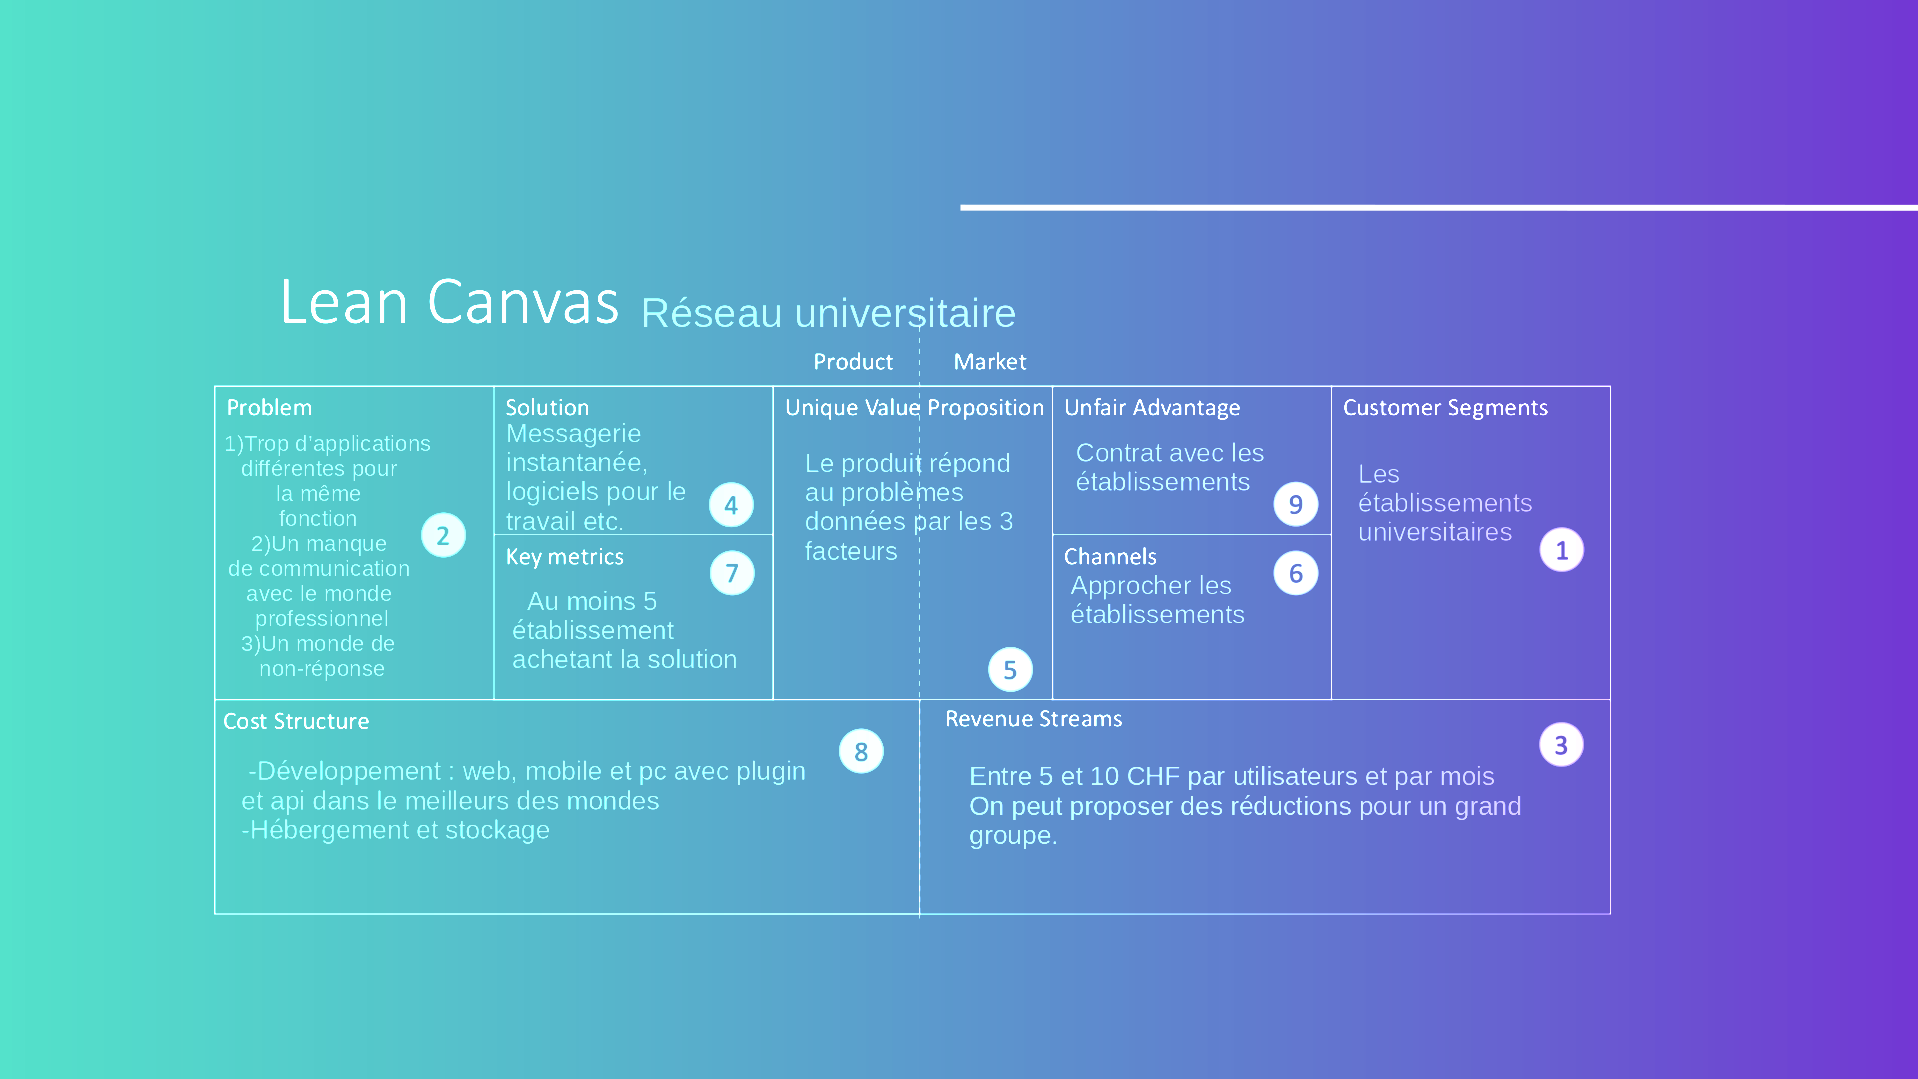 Lean Canvas Réseau universitaire
Product Market
Problem
1)Trop d'applications
différentes pour
la même
fonction
2)Un manque
de communication
avec le monde
professionnel
3)Un monde de
non-réponse
2
Solution
Messagerie
instantanée,
logiciels pour le
travail etc.
4
Key metrics
7
Au moins 5
établissement
achetant la solution
Unique Value Proposition
Le produit répond
au problèmes
données par les 3
facteurs
5
Unfair Advantage
Contrat avec les
établissements
9
Channels
6
Approcher les
établissements
Customer Segments
Les
établissements
universitaires
1
Cost Structure
8
-Développement : web, mobile et pc avec plugin
et api dans le meilleurs des mondes
-Hébergement et stockage
Revenue Streams
3
Entre 5 et 10 CHF par utilisateurs et par mois
On peut proposer des réductions pour un grand
groupe.